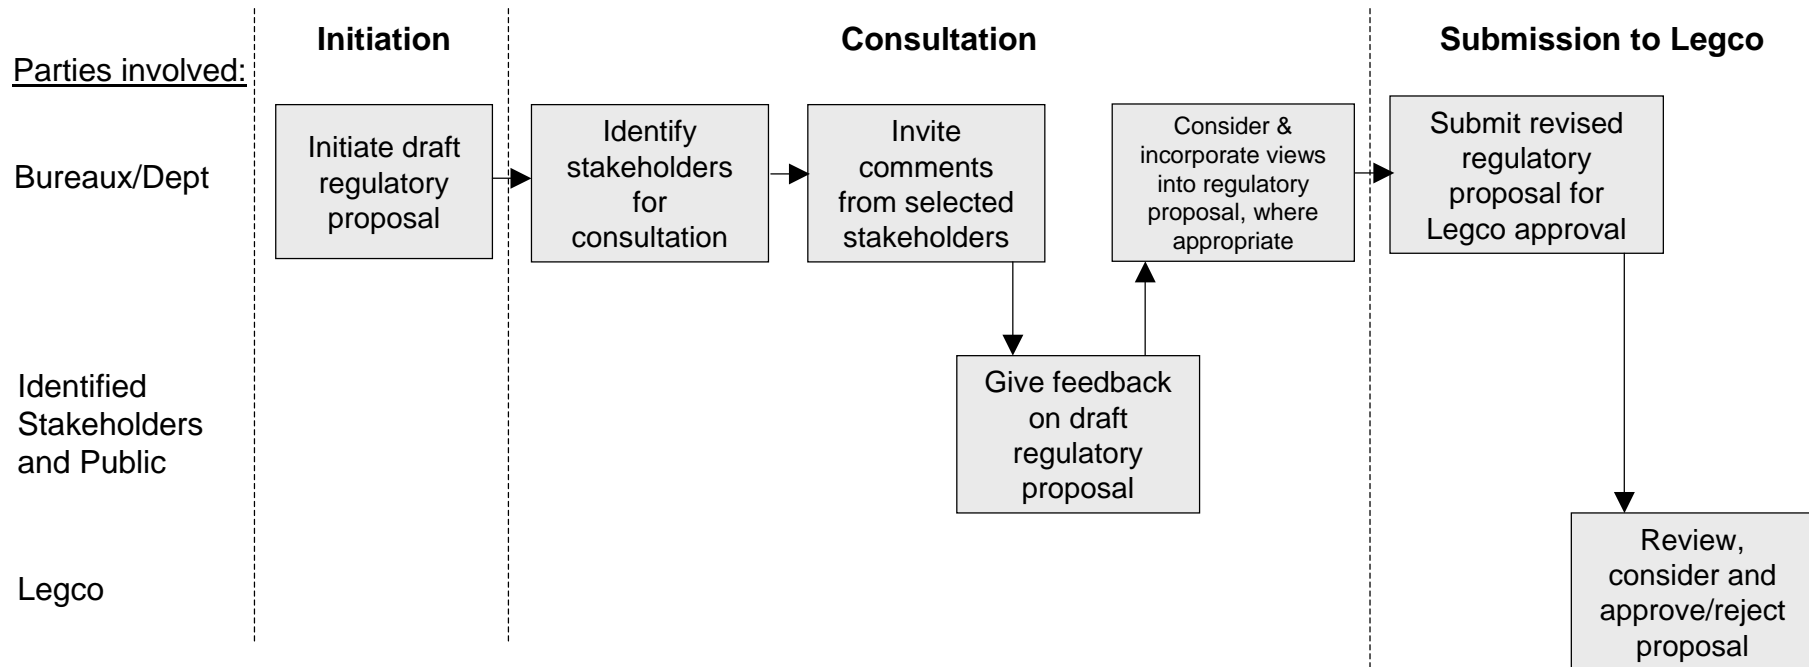 Initiation
Consultation
Submission to Legco
Parties involved:
Bureaux/Dept
Initiate draft
regulatory
proposal
Identify
stakeholders
for
consultation
Invite
comments
from selected
stakeholders
Consider &
incorporate views
into regulatory
proposal, where
appropriate
Submit revised
regulatory
proposal for
Legco approval
Identified
Stakeholders
and Public
Give feedback
on draft
regulatory
proposal
Legco
Review,
consider and
approve/reject
proposal